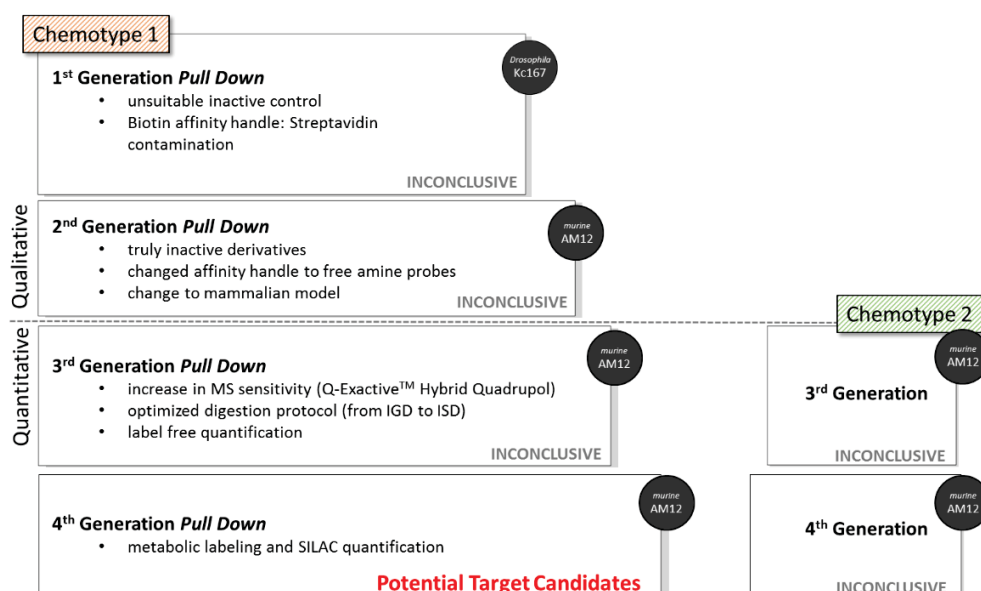 Chemotype 1
Drosophila
Kc167
1st Generation Pull Down
• unsuitable inactive control
• Biotin affinity handle: Streptavidin
contamination
INCONCLUSIVE
Qualitative
murine
AM12
2nd Generation Pull Down
• truly inactive derivatives
• changed affinity handle to free amine probes
• change to mammalian model
INCONCLUSIVE
Chemotype 2
Quantitative
murine
AM12
3rd Generation Pull Down
• increase in MS sensitivity (Q-Exactive™ Hybrid Quadrupol)
• optimized digestion protocol (from IGD to ISD)
• label free quantification
INCONCLUSIVE
murine
AM12
3rd Generation
INCONCLUSIVE
murine
AM12
4th Generation Pull Down
• metabolic labeling and SILAC quantification
Potential Target Candidates
murine
AM12
4th Generation
INCONCLUSIVE